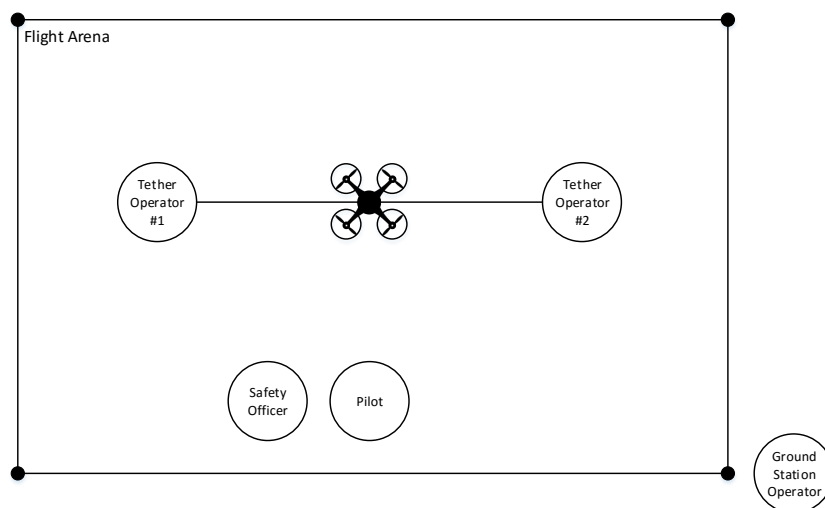 Flight Arena
Tether
Operator
#1
Tether
Operator
#2
Safety
Officer
Pilot
Ground
Station
Operator